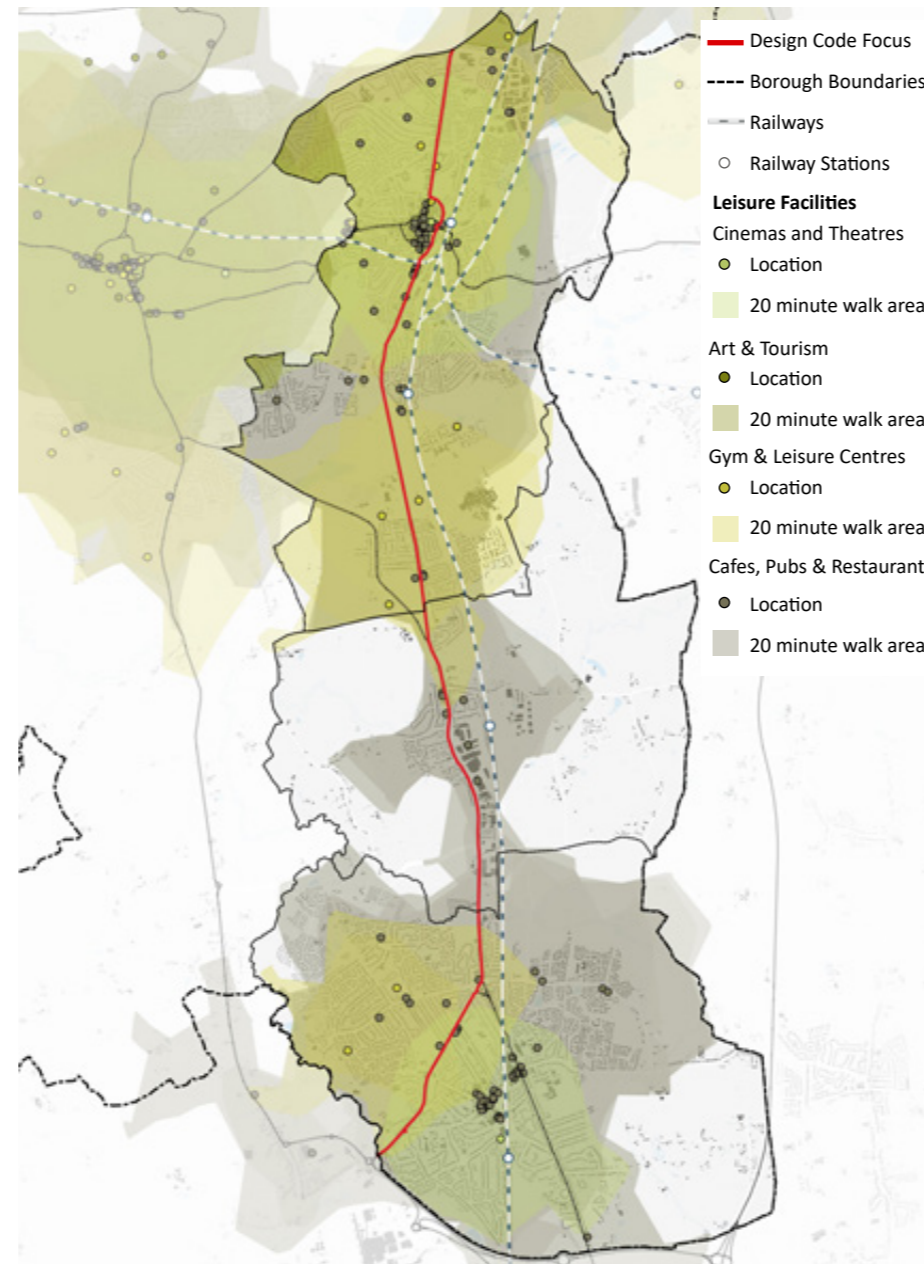 Design Code Focus
Borough Boundaries
Railways
Railway Stations
Leisure Facilities
Cinemas and Theatres
Location
20 minute walk area
Art & Tourism
Location
20 minute walk area
Gym & Leisure Centres
Location
20 minute walk area
Cafes, Pubs & Restaurant
Location
20 minute walk area